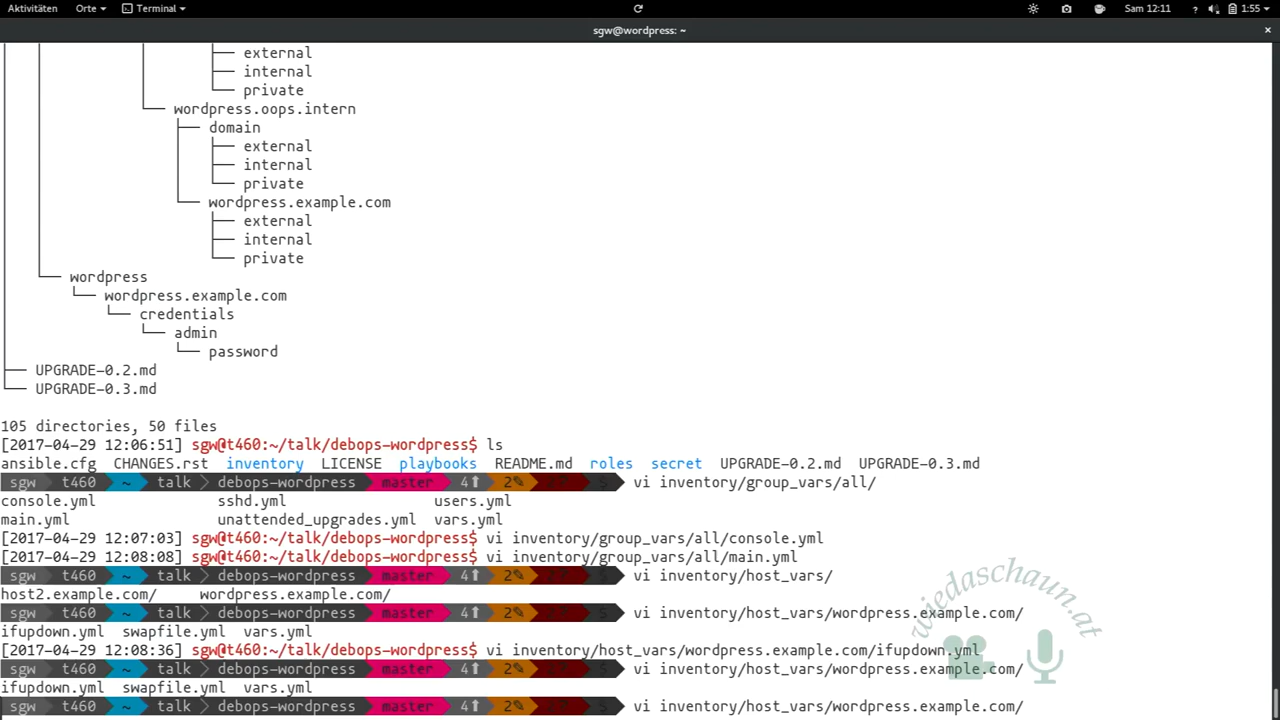 Aktivitäten Orte Terminal Sam 12:11 ? 1:55
sgw@wordpress: ~ ×
├── external
├── internal
├── private
└── wordpress.oops.intern
├── domain
├── external
├── internal
├── private
└── wordpress.example.com
├── external
├── internal
├── private
└── wordpress
└── wordpress.example.com
└── credentials
└── admin
└── password
├── UPGRADE-0.2.md
└── UPGRADE-0.3.md
105 directories, 50 files
[2017-04-29 12:06:51] sgw@t460:~/talk/debops-wordpress$ ls
ansible.cfg CHANGES.rst inventory LICENSE playbooks README.md roles secret UPGRADE-0.2.md UPGRADE-0.3.md
sgw t460 ~ talk debops-wordpress master 4⬆ 2✎ $ vi inventory/group_vars/all/
console.yml sshd.yml users.yml
main.yml unattended_upgrades.yml vars.yml
[2017-04-29 12:07:03] sgw@t460:~/talk/debops-wordpress$ vi inventory/group_vars/all/console.yml
[2017-04-29 12:08:08] sgw@t460:~/talk/debops-wordpress$ vi inventory/group_vars/all/main.yml
sgw t460 ~ talk debops-wordpress master 4⬆ 2✎ $ vi inventory/host_vars/
host2.example.com/ wordpress.example.com/
sgw t460 ~ talk debops-wordpress master 4⬆ 2✎ $ vi inventory/host_vars/wordpress.example.com/
ifupdown.yml swapfile.yml vars.yml
[2017-04-29 12:08:36] sgw@t460:~/talk/debops-wordpress$ vi inventory/host_vars/wordpress.example.com/ifupdown.yml
sgw t460 ~ talk debops-wordpress master 4⬆ 2✎ $ vi inventory/host_vars/wordpress.example.com/
ifupdown.yml swapfile.yml vars.yml
sgw t460 ~ talk debops-wordpress master 4⬆ 2✎ $ vi inventory/host_vars/wordpress.example.com/
wiedaschaun.at